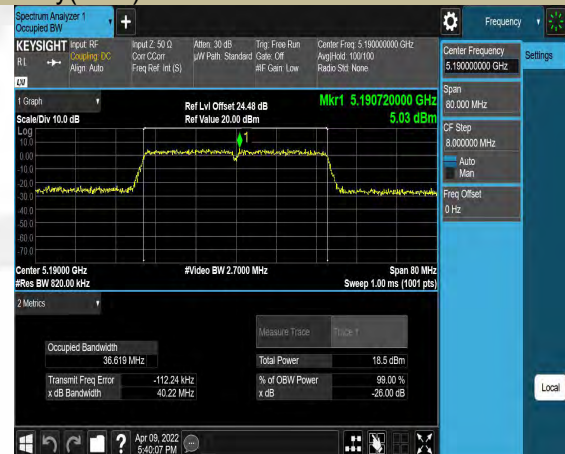 Spectrum Analyzer 1
Occupied BW
Frequency
KEYSIGHT
RL
Input: RF
Coupling: DC
Align: Auto
Input Z: 50 Ω
Corr CCorr
Freq Ref: Int (S)
Atten: 30 dB
µW Path: Standard
Trig: Free Run
Gate: Off
#IF Gain: Low
Center Freq: 5.190000000 GHz
Avg|Hold: 100/100
Radio Std: None
LXI
Center Frequency
5.190000000 GHz
Settings
Span
80.000 MHz
CF Step
8.000000 MHz
Auto
Man
Freq Offset
0 Hz
1 Graph
Scale/Div 10.0 dB
Ref Lvl Offset 24.48 dB
Ref Value 20.00 dBm
Mkr1 5.190720000 GHz
5.03 dBm
Log
10.0
0.00
-10.0
-20.0
-30.0
-40.0
-50.0
-60.0
-70.0
1
Center 5.19000 GHz
#Res BW 820.00 kHz
#Video BW 2.7000 MHz
Span 80 MHz
Sweep 1.00 ms (1001 pts)
2 Metrics
Measure Trace
Trace 1
Occupied Bandwidth
36.619 MHz
Total Power
18.5 dBm
Transmit Freq Error
-112.24 kHz
% of OBW Power
99.00 %
x dB Bandwidth
40.22 MHz
x dB
-26.00 dB
Local
Apr 09, 2022
5:40:07 PM